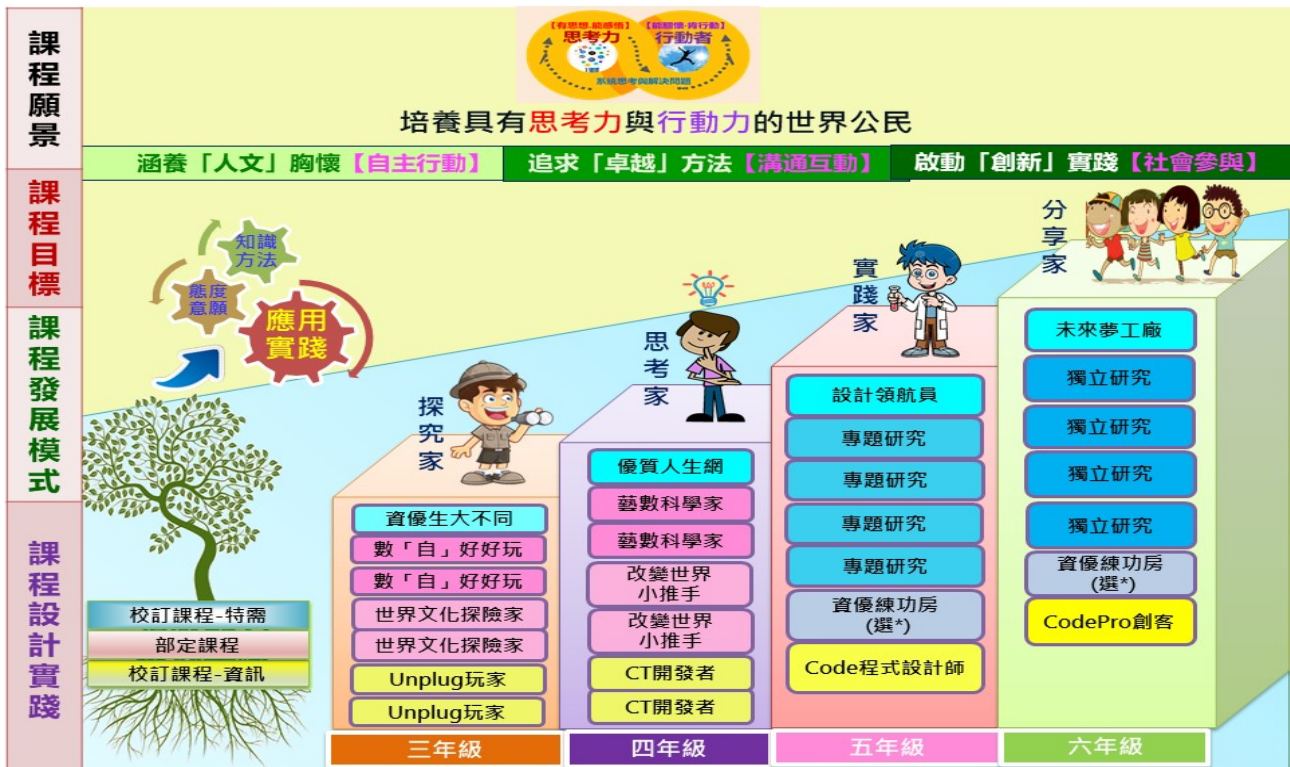 課程願景
課程目標
課程發展模式
課程設計實踐
【有思想.能感悟】
思考力
【能關懷.肯行動】
行動者
系統思考與解決問題
培養具有思考力與行動力的世界公民
涵養「人文」胸懷【自主行動】
追求「卓越」方法【溝通互動】
啟動「創新」實踐【社會參與】
知識
方法
態度
意願
應用
實踐
校訂課程-特需
部定課程
校訂課程-資訊
探究家
資優生大不同
數「自」好好玩
數「自」好好玩
世界文化探險家
世界文化探險家
Unplug玩家
Unplug玩家
三年級
思考家
優質人生網
藝數科學家
藝數科學家
改變世界
小推手
改變世界
小推手
CT開發者
CT開發者
四年級
實踐家
設計領航員
專題研究
專題研究
專題研究
專題研究
資優練功房
(選*)
Code程式設計師
五年級
分享家
未來夢工廠
獨立研究
獨立研究
獨立研究
獨立研究
資優練功房
(選*)
CodePro創客
六年級